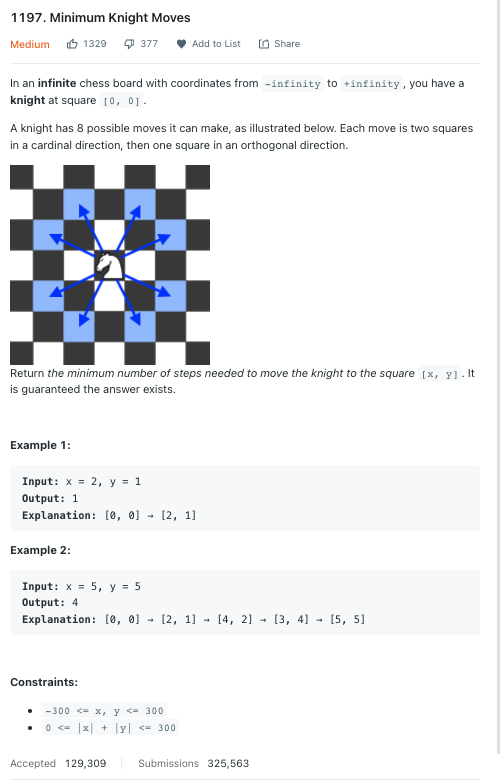 1197. Minimum Knight Moves
Medium 1329 377 Add to List Share
In an infinite chess board with coordinates from -infinity to +infinity, you have a
knight at square [0, 0].
A knight has 8 possible moves it can make, as illustrated below. Each move is two squares
in a cardinal direction, then one square in an orthogonal direction.
Return the minimum number of steps needed to move the knight to the square [x, y]. It
is guaranteed the answer exists.
Example 1:
Input: x = 2, y = 1
Output: 1
Explanation: [0, 0] → [2, 1]
Example 2:
Input: x = 5, y = 5
Output: 4
Explanation: [0, 0] → [2, 1] → [4, 2] → [3, 4] → [5, 5]
Constraints:
• -300 <= x, y <= 300
• 0 <= |x| + |y| <= 300
Accepted 129,309 Submissions 325,563